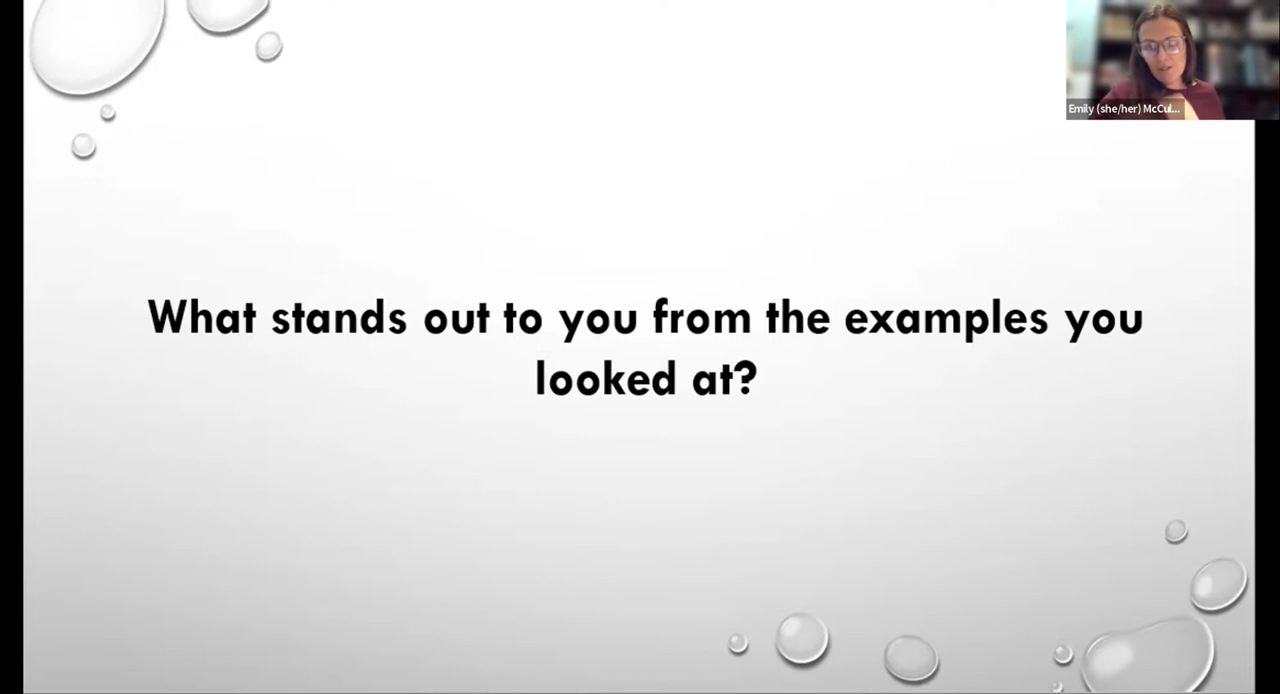 Emily (she/her) McCul...
What stands out to you from the examples you
looked at?